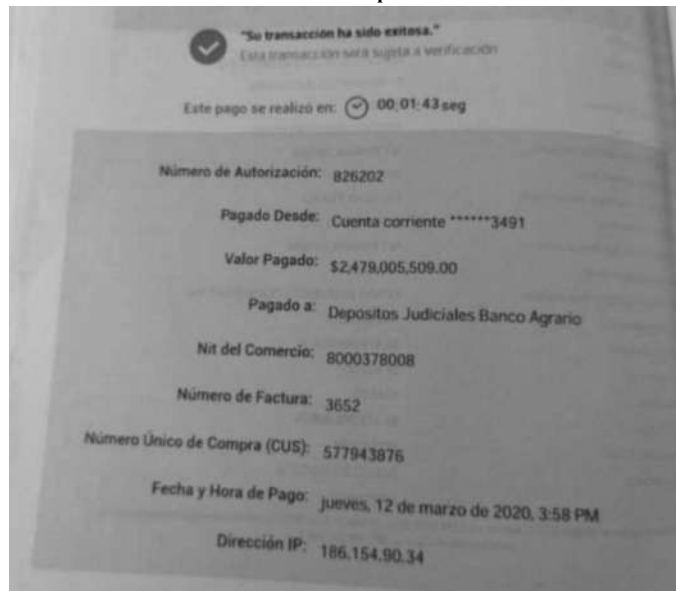 "Su transacción ha sido exitosa."
Esta transacción será sujeta a verificación
Este pago se realizó en: 00:01:43 seg
Número de Autorización: 826202
Pagado Desde: Cuenta corriente ******3491
Valor Pagado: $2,479,005,509.00
Pagado a: Depositos Judiciales Banco Agrario
Nit del Comercio: 8000378008
Número de Factura: 3652
Número Único de Compra (CUS): 577943876
Fecha y Hora de Pago: jueves, 12 de marzo de 2020, 3:58 PM
Dirección IP: 186.154.90.34